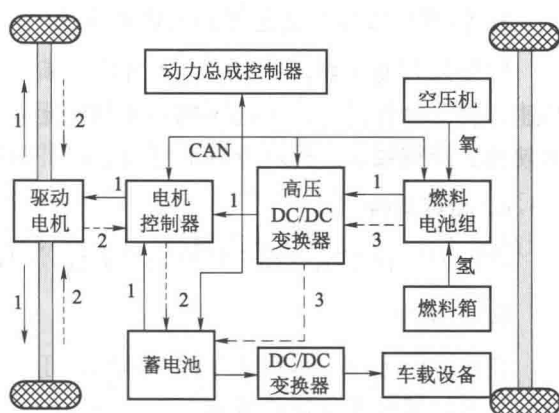 动力总成控制器
空压机
氧
CAN
1
2
1
1
1
驱动
电机
电机
控制器
高压
DC/DC
变换器
燃料
电池组
2
3
氢
1
2
1
2
3
燃料箱
蓄电池
DC/DC
变换器
车载设备